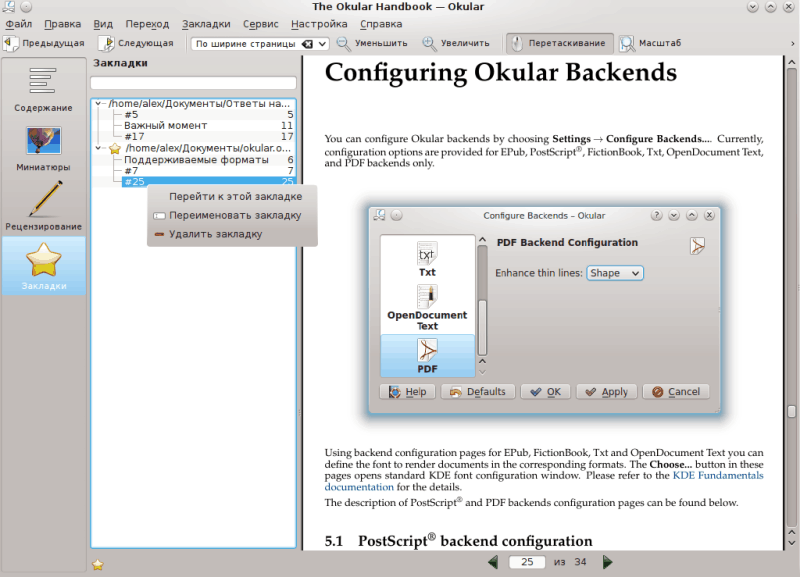 The Okular Handbook — Okular
Файл Правка Вид Переход Закладки Сервис Настройка Справка
Предыдущая Следующая По ширине страницы Уменьшить Увеличить Перетаскивание Масштаб
Содержание
Миниатюры
Рецензирование
Закладки
Закладки
/home/alex/Документы/Ответы на...
#5 5
Важный момент 11
#17 17
/home/alex/Документы/okular.o...
Поддерживаемые форматы 6
#7 7
#25 25
Перейти к этой закладке
Переименовать закладку
Удалить закладку
Configuring Okular Backends
You can configure Okular backends by choosing Settings → Configure Backends.... Currently,
configuration options are provided for EPub, PostScript®, FictionBook, Txt, OpenDocument Text,
and PDF backends only.
Configure Backends – Okular
Txt
OpenDocument
Text
PDF
PDF Backend Configuration
Enhance thin lines: Shape
Help Defaults OK Apply Cancel
Using backend configuration pages for EPub, FictionBook, Txt and OpenDocument Text you can
define the font to render documents in the corresponding formats. The Choose... button in these
pages opens standard KDE font configuration window. Please refer to the KDE Fundamentals
documentation for the details.
The description of PostScript® and PDF backends configuration pages can be found below.
5.1 PostScript® backend configuration
25 из 34